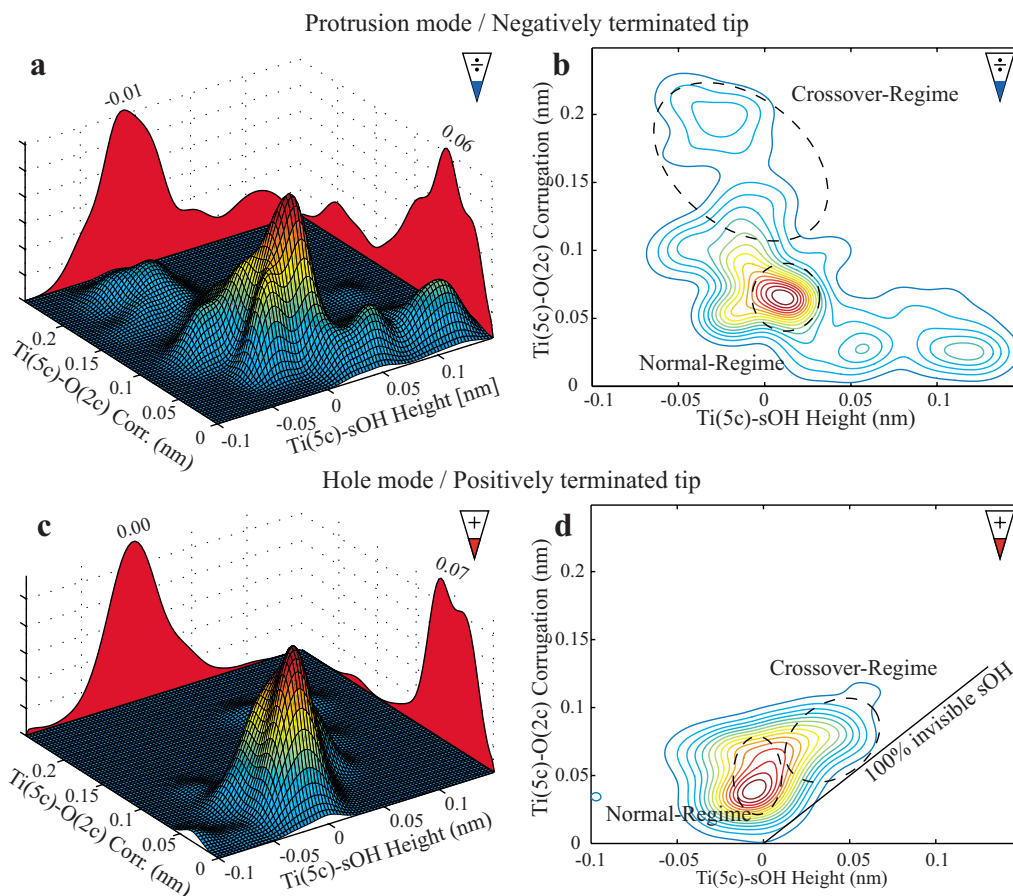 Protrusion mode / Negatively terminated tip
a
÷
-0.01
0.06
0.2
0.15
0.1
0.05
0
Ti(5c)-O(2c) Corr. (nm)
-0.1
-0.05
0
0.05
0.1
Ti(5c)-sOH Height [nm]
b
÷
Crossover-Regime
Normal-Regime
Ti(5c)-O(2c) Corrugation (nm)
0.2
0.15
0.1
0.05
0
-0.1
-0.05
0
0.05
0.1
Ti(5c)-sOH Height (nm)
Hole mode / Positively terminated tip
c
+
0.00
0.07
0.2
0.15
0.1
0.05
0
Ti(5c)-O(2c) Corr. (nm)
-0.1
-0.05
0
0.05
0.1
Ti(5c)-sOH Height (nm)
d
+
Crossover-Regime
100% invisible sOH
Normal-Regime
Ti(5c)-O(2c) Corrugation (nm)
0.2
0.15
0.1
0.05
0
-0.1
-0.05
0
0.05
0.1
Ti(5c)-sOH Height (nm)